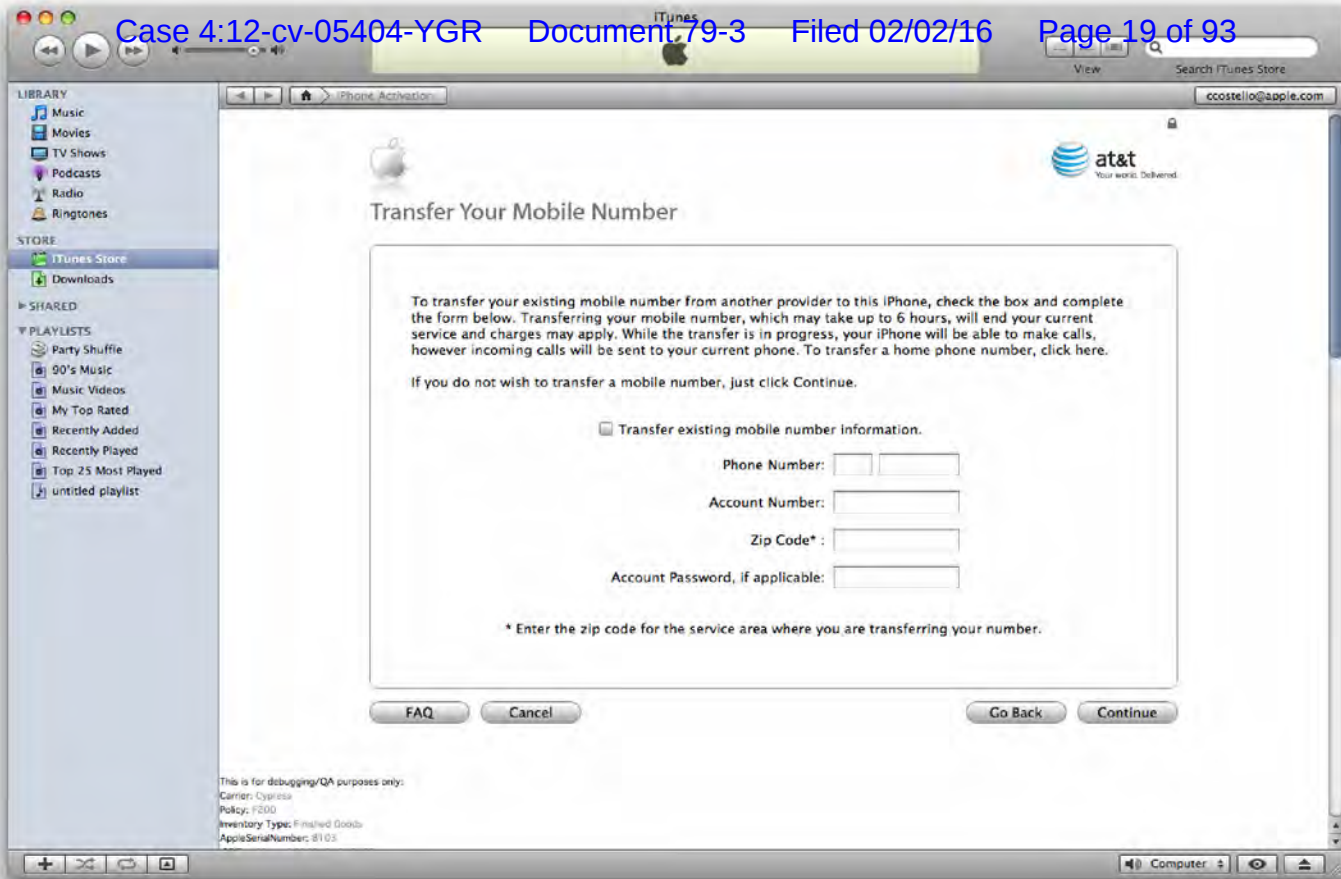 Case 4:12-cv-05404-YGR Document 79-3 Filed 02/02/16 Page 19 of 93
iTunes
View
Search iTunes Store
LIBRARY
Music
Movies
TV Shows
Podcasts
Radio
Ringtones
STORE
iTunes Store
Downloads
SHARED
PLAYLISTS
Party Shuffle
90's Music
Music Videos
My Top Rated
Recently Added
Recently Played
Top 25 Most Played
untitled playlist
iPhone Activation
ccostello@apple.com
at&t
Your world. Delivered.
Transfer Your Mobile Number
To transfer your existing mobile number from another provider to this iPhone, check the box and complete
the form below. Transferring your mobile number, which may take up to 6 hours, will end your current
service and charges may apply. While the transfer is in progress, your iPhone will be able to make calls,
however incoming calls will be sent to your current phone. To transfer a home phone number, click here.
If you do not wish to transfer a mobile number, just click Continue.
Transfer existing mobile number information.
Phone Number:
Account Number:
Zip Code* :
Account Password, if applicable:
* Enter the zip code for the service area where you are transferring your number.
FAQ
Cancel
Go Back
Continue
This is for debugging/QA purposes only:
Carrier: Cypress
Policy: F200
Inventory Type: Finished Goods
AppleSerialNumber: 8103
Computer